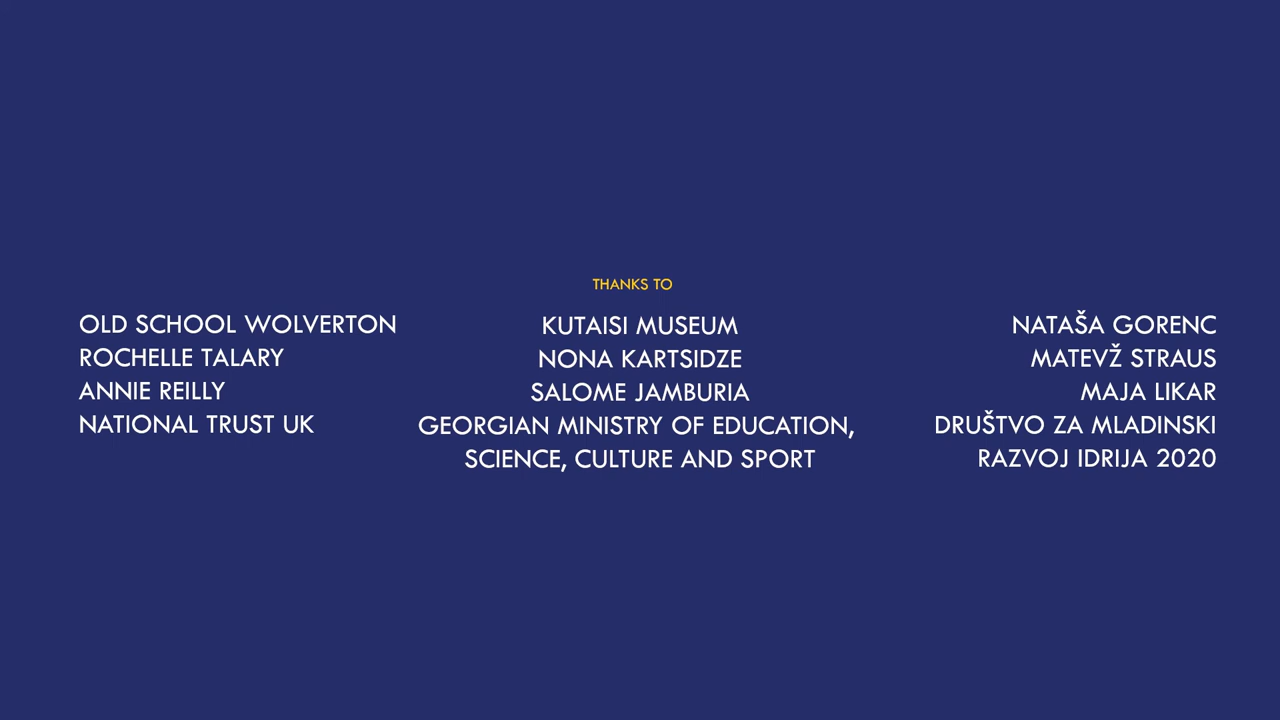 THANKS TO
OLD SCHOOL WOLVERTON
ROCHELLE TALARY
ANNIE REILLY
NATIONAL TRUST UK
KUTAISI MUSEUM
NONA KARTSIDZE
SALOME JAMBURIA
GEORGIAN MINISTRY OF EDUCATION,
SCIENCE, CULTURE AND SPORT
NATAŠA GORENC
MATEVŽ STRAUS
MAJA LIKAR
DRUŠTVO ZA MLADINSKI
RAZVOJ IDRIJA 2020